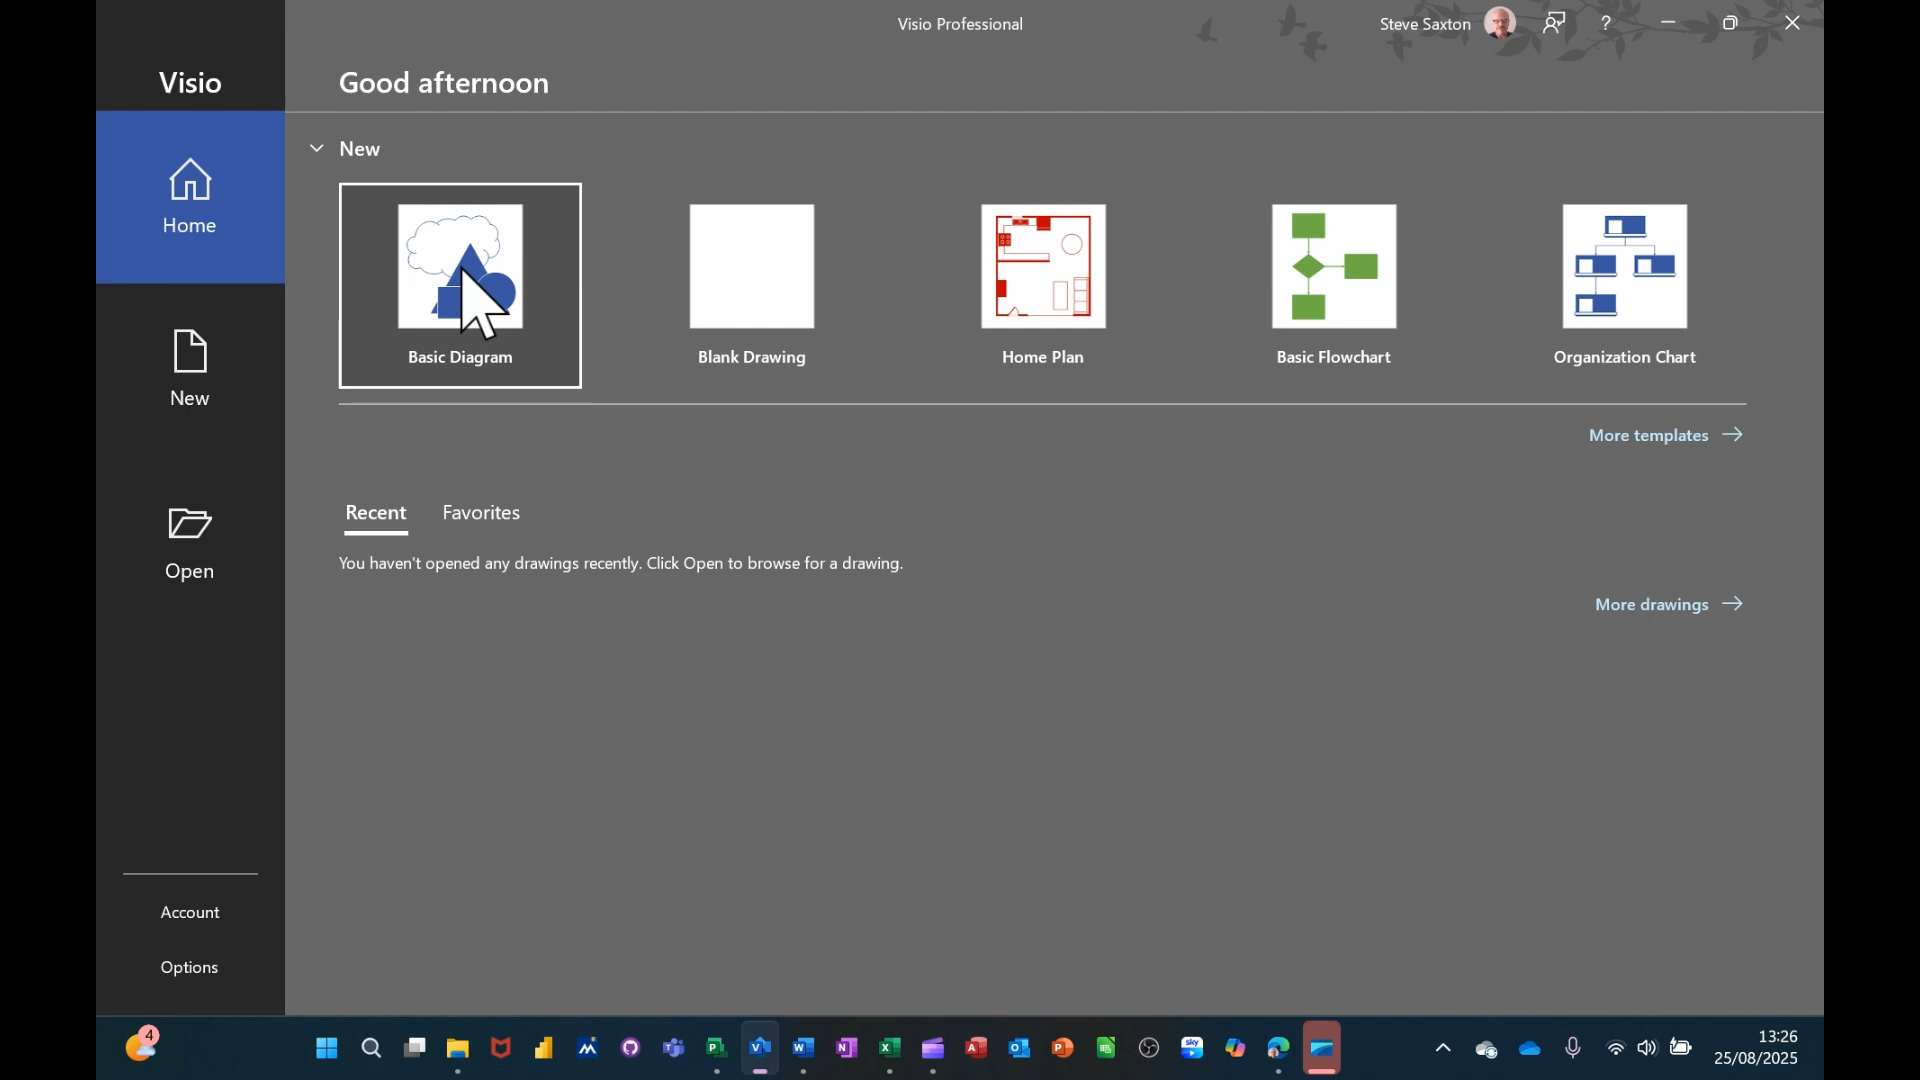 Visio Professional
Steve Saxton
?
Visio
Good afternoon
New
Home
Basic Diagram
Blank Drawing
Home Plan
Basic Flowchart
Organization Chart
New
More templates
Recent
Favorites
You haven't opened any drawings recently. Click Open to browse for a drawing.
Open
More drawings
Account
Options
4
sky
13:26
25/08/2025